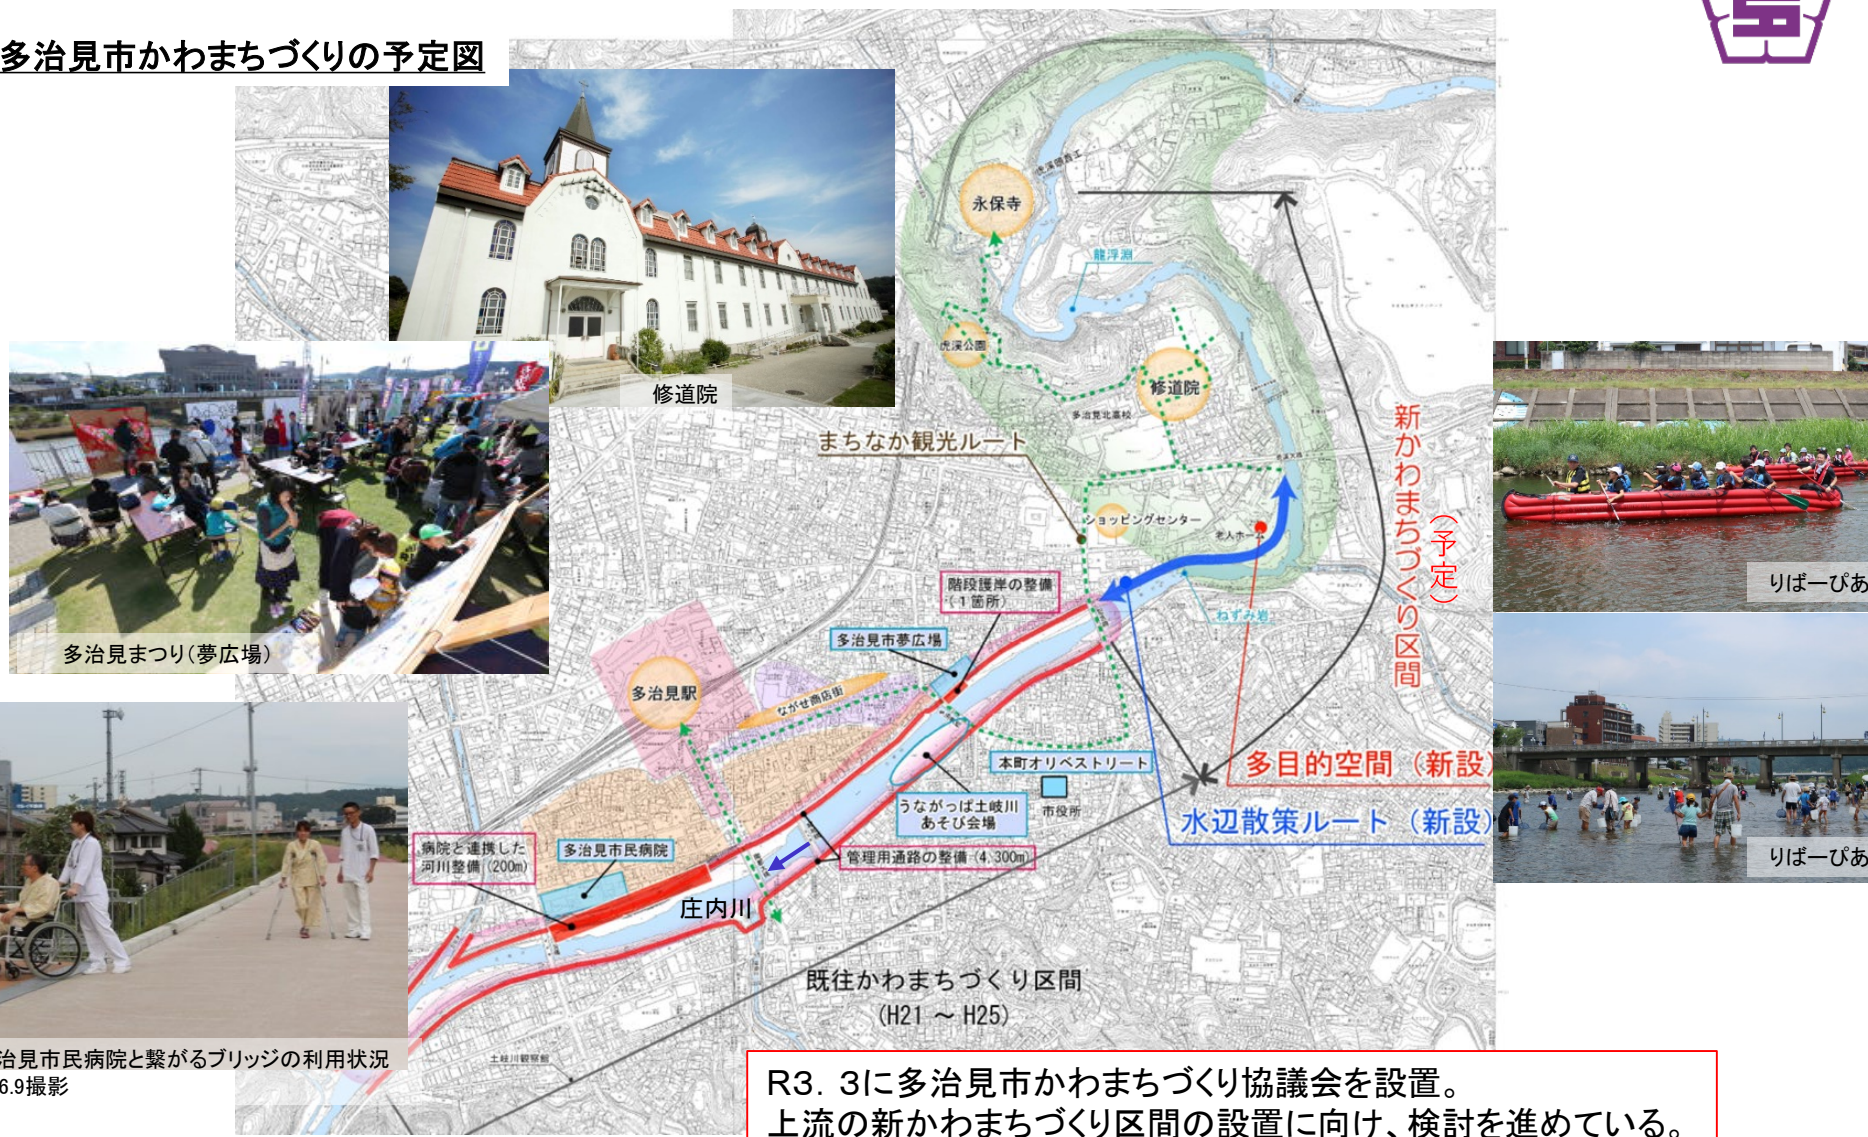 多治見市かわまちづくりの予定図
修道院
永保寺
虎渓公園
龍浮淵
修道院
多治見北高校
まちなか観光ルート
ショッピングセンター
老人ホーム
新かわまちづくり区間
（予定）
りばーぴあ
階段護岸の整備
（１箇所）
ねずみ岩
多治見市夢広場
多治見まつり（夢広場）
多治見駅
ながせ商店街
本町オリベストリート
市役所
多目的空間（新設）
水辺散策ルート（新設）
うながっぱ土岐川
あそび会場
病院と連携した
河川整備（200m）
多治見市民病院
管理用通路の整備（4,300m）
りばーぴあ
庄内川
既往かわまちづくり区間
（H21 ～ H25）
土岐川観察館
治見市民病院と繋がるブリッジの利用状況
6.9撮影
R3．3に多治見市かわまちづくり協議会を設置。
上流の新かわまちづくり区間の設置に向け、検討を進めている。